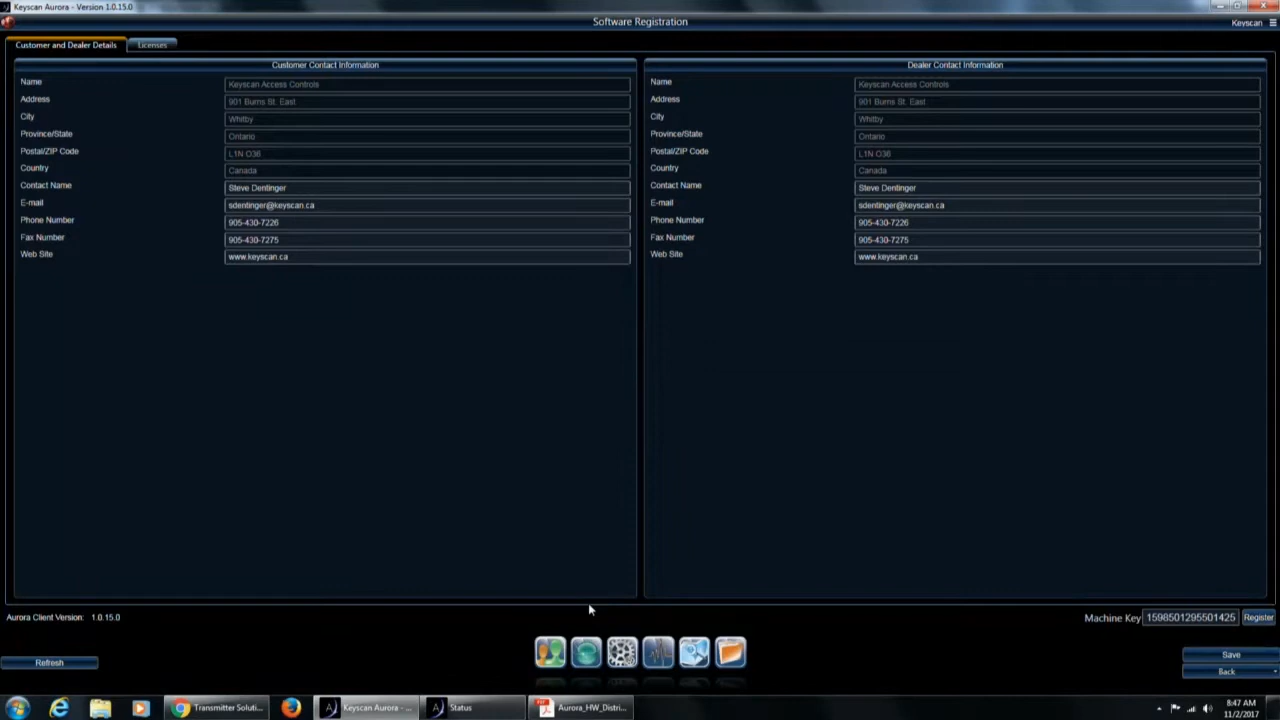 Keyscan Aurora - Version 1.0.15.0
Software Registration
Keyscan
Customer and Dealer Details
Licenses
Customer Contact Information
Name Keyscan Access Controls
Address 901 Burns St. East
City Whitby
Province/State Ontario
Postal/ZIP Code L1N O36
Country Canada
Contact Name Steve Dentinger
E-mail sdentinger@keyscan.ca
Phone Number 905-430-7226
Fax Number 905-430-7275
Web Site www.keyscan.ca
Dealer Contact Information
Name Keyscan Access Controls
Address 901 Burns St. East
City Whitby
Province/State Ontario
Postal/ZIP Code L1N O36
Country Canada
Contact Name Steve Dentinger
E-mail sdentinger@keyscan.ca
Phone Number 905-430-7226
Fax Number 905-430-7275
Web Site www.keyscan.ca
Aurora Client Version: 1.0.15.0
Machine Key 1598501295501425 Register
Refresh
Save
Back
Transmitter Soluti...
Keyscan Aurora - ...
Status
Aurora_HW_Distri...
8:47 AM
11/2/2017